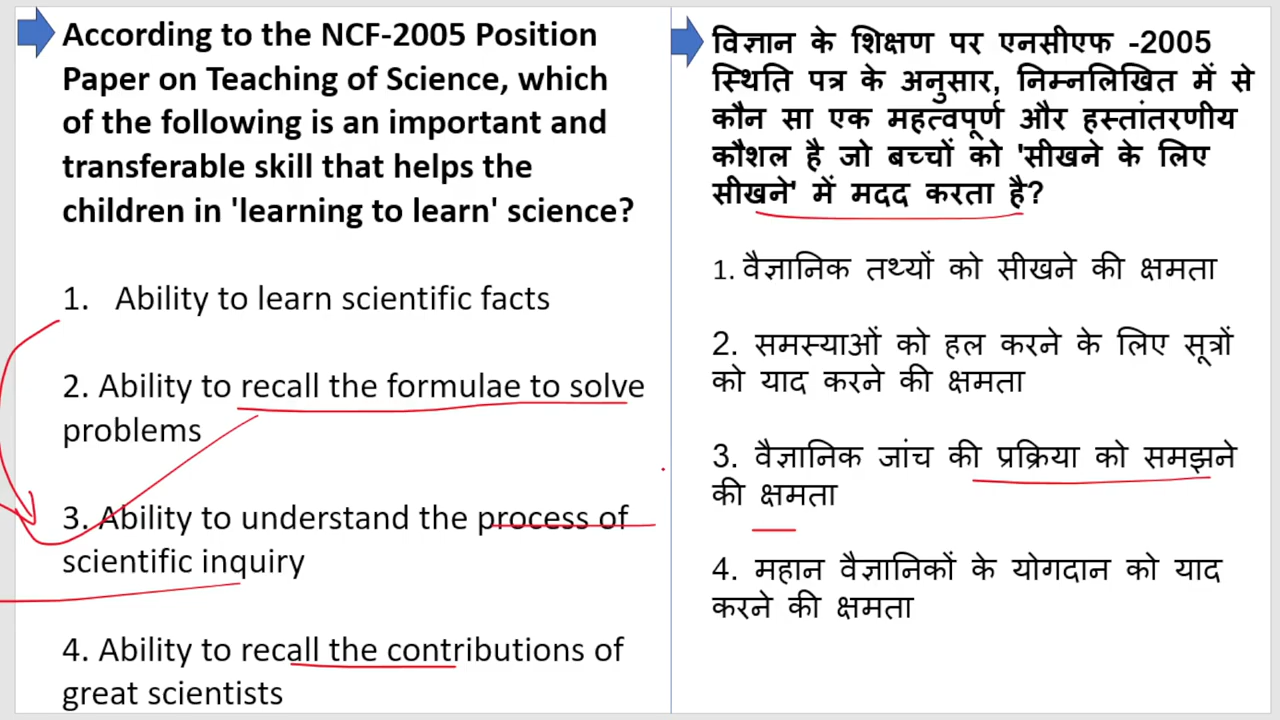 According to the NCF-2005 Position
Paper on Teaching of Science, which
of the following is an important and
transferable skill that helps the
children in 'learning to learn' science?
1. Ability to learn scientific facts
2. Ability to recall the formulae to solve
problems
3. Ability to understand the process of
scientific inquiry
4. Ability to recall the contributions of
great scientists
विज्ञान के शिक्षण पर एनसीएफ -2005
स्थिति पत्र के अनुसार, निम्नलिखित में से
कौन सा एक महत्वपूर्ण और हस्तांतरणीय
कौशल है जो बच्चों को 'सीखने के लिए
सीखने' में मदद करता है?
1. वैज्ञानिक तथ्यों को सीखने की क्षमता
2. समस्याओं को हल करने के लिए सूत्रों
को याद करने की क्षमता
3. वैज्ञानिक जांच की प्रक्रिया को समझने
की क्षमता
4. महान वैज्ञानिकों के योगदान को याद
करने की क्षमता